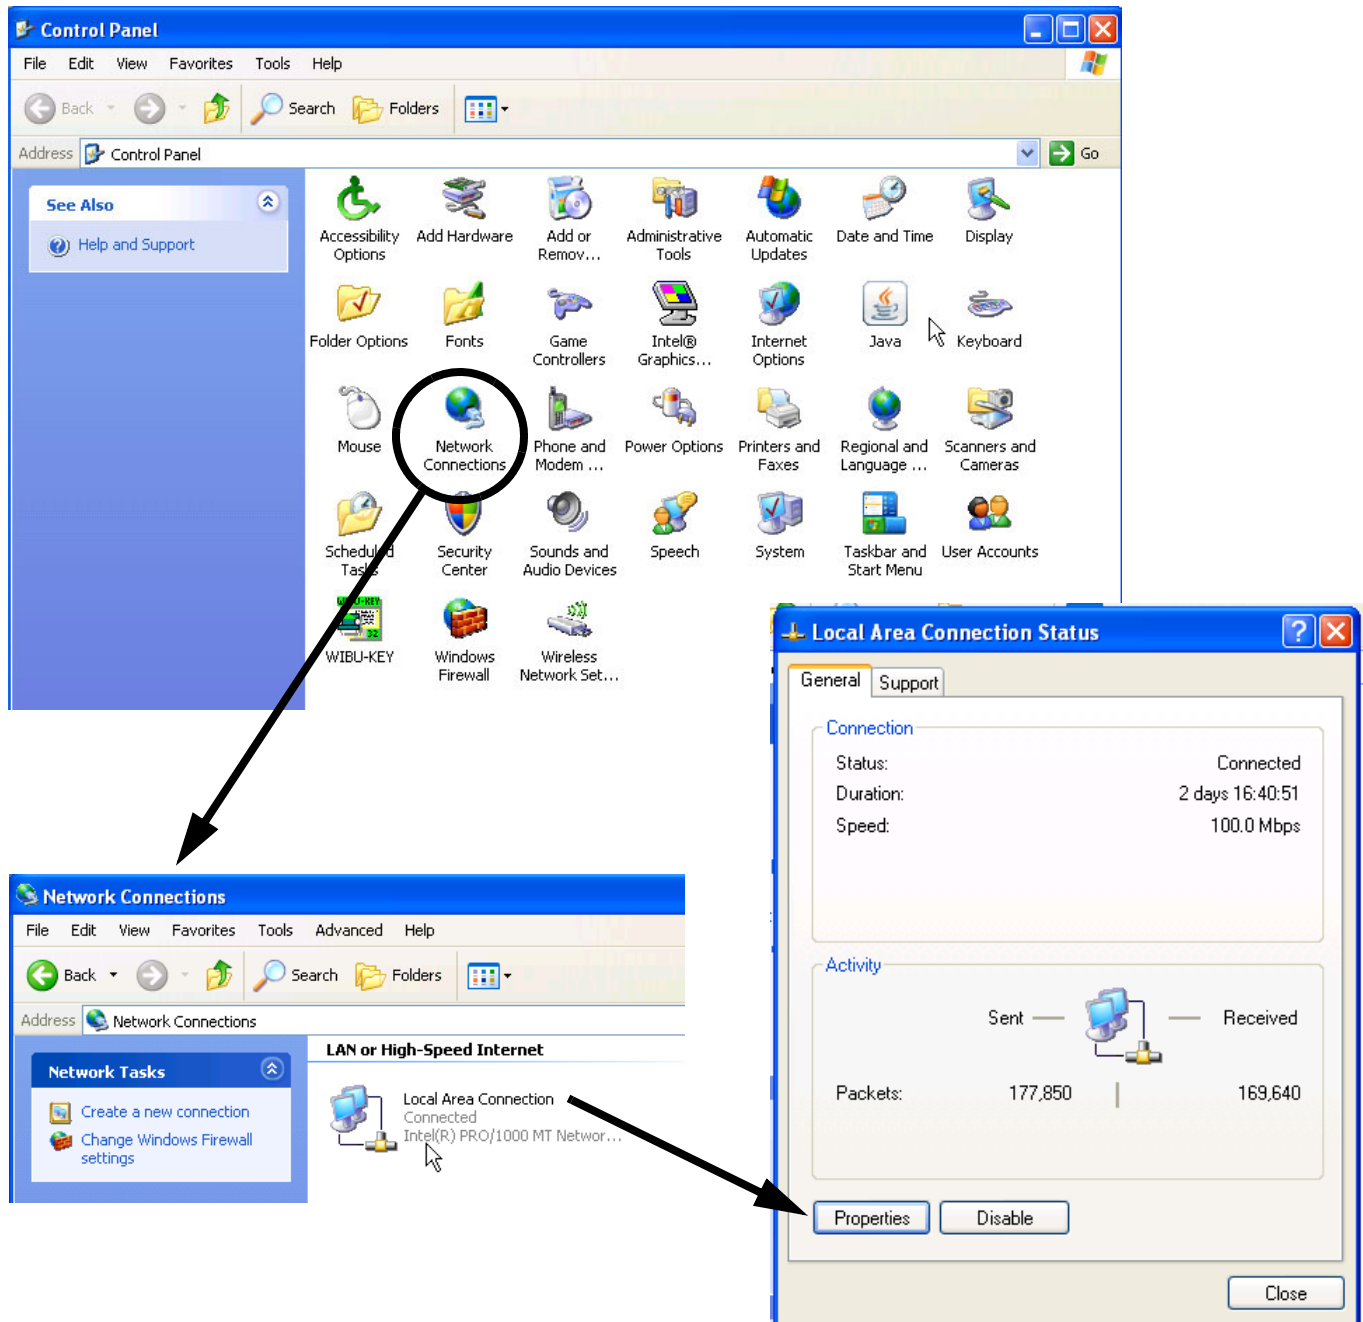 Control Panel
File Edit View Favorites Tools Help
Back Search Folders
Address Control Panel Go
See Also
Help and Support
Accessibility Options
Add Hardware
Add or Remov...
Administrative Tools
Automatic Updates
Date and Time
Display
Folder Options
Fonts
Game Controllers
Intel® Graphics...
Internet Options
Java
Keyboard
Mouse
Network Connections
Phone and Modem ...
Power Options
Printers and Faxes
Regional and Language ...
Scanners and Cameras
Scheduled Tasks
Security Center
Sounds and Audio Devices
Speech
System
Taskbar and Start Menu
User Accounts
WIBU-KEY
32
WIBU-KEY
Windows Firewall
Wireless Network Set...
Network Connections
File Edit View Favorites Tools Advanced Help
Back Search Folders
Address Network Connections
Network Tasks
Create a new connection
Change Windows Firewall
settings
LAN or High-Speed Internet
Local Area Connection
Connected
Intel(R) PRO/1000 MT Networ...
Local Area Connection Status
General Support
Connection
Status: Connected
Duration: 2 days 16:40:51
Speed: 100.0 Mbps
Activity
Sent Received
Packets: 177,850 169,640
Properties Disable
Close